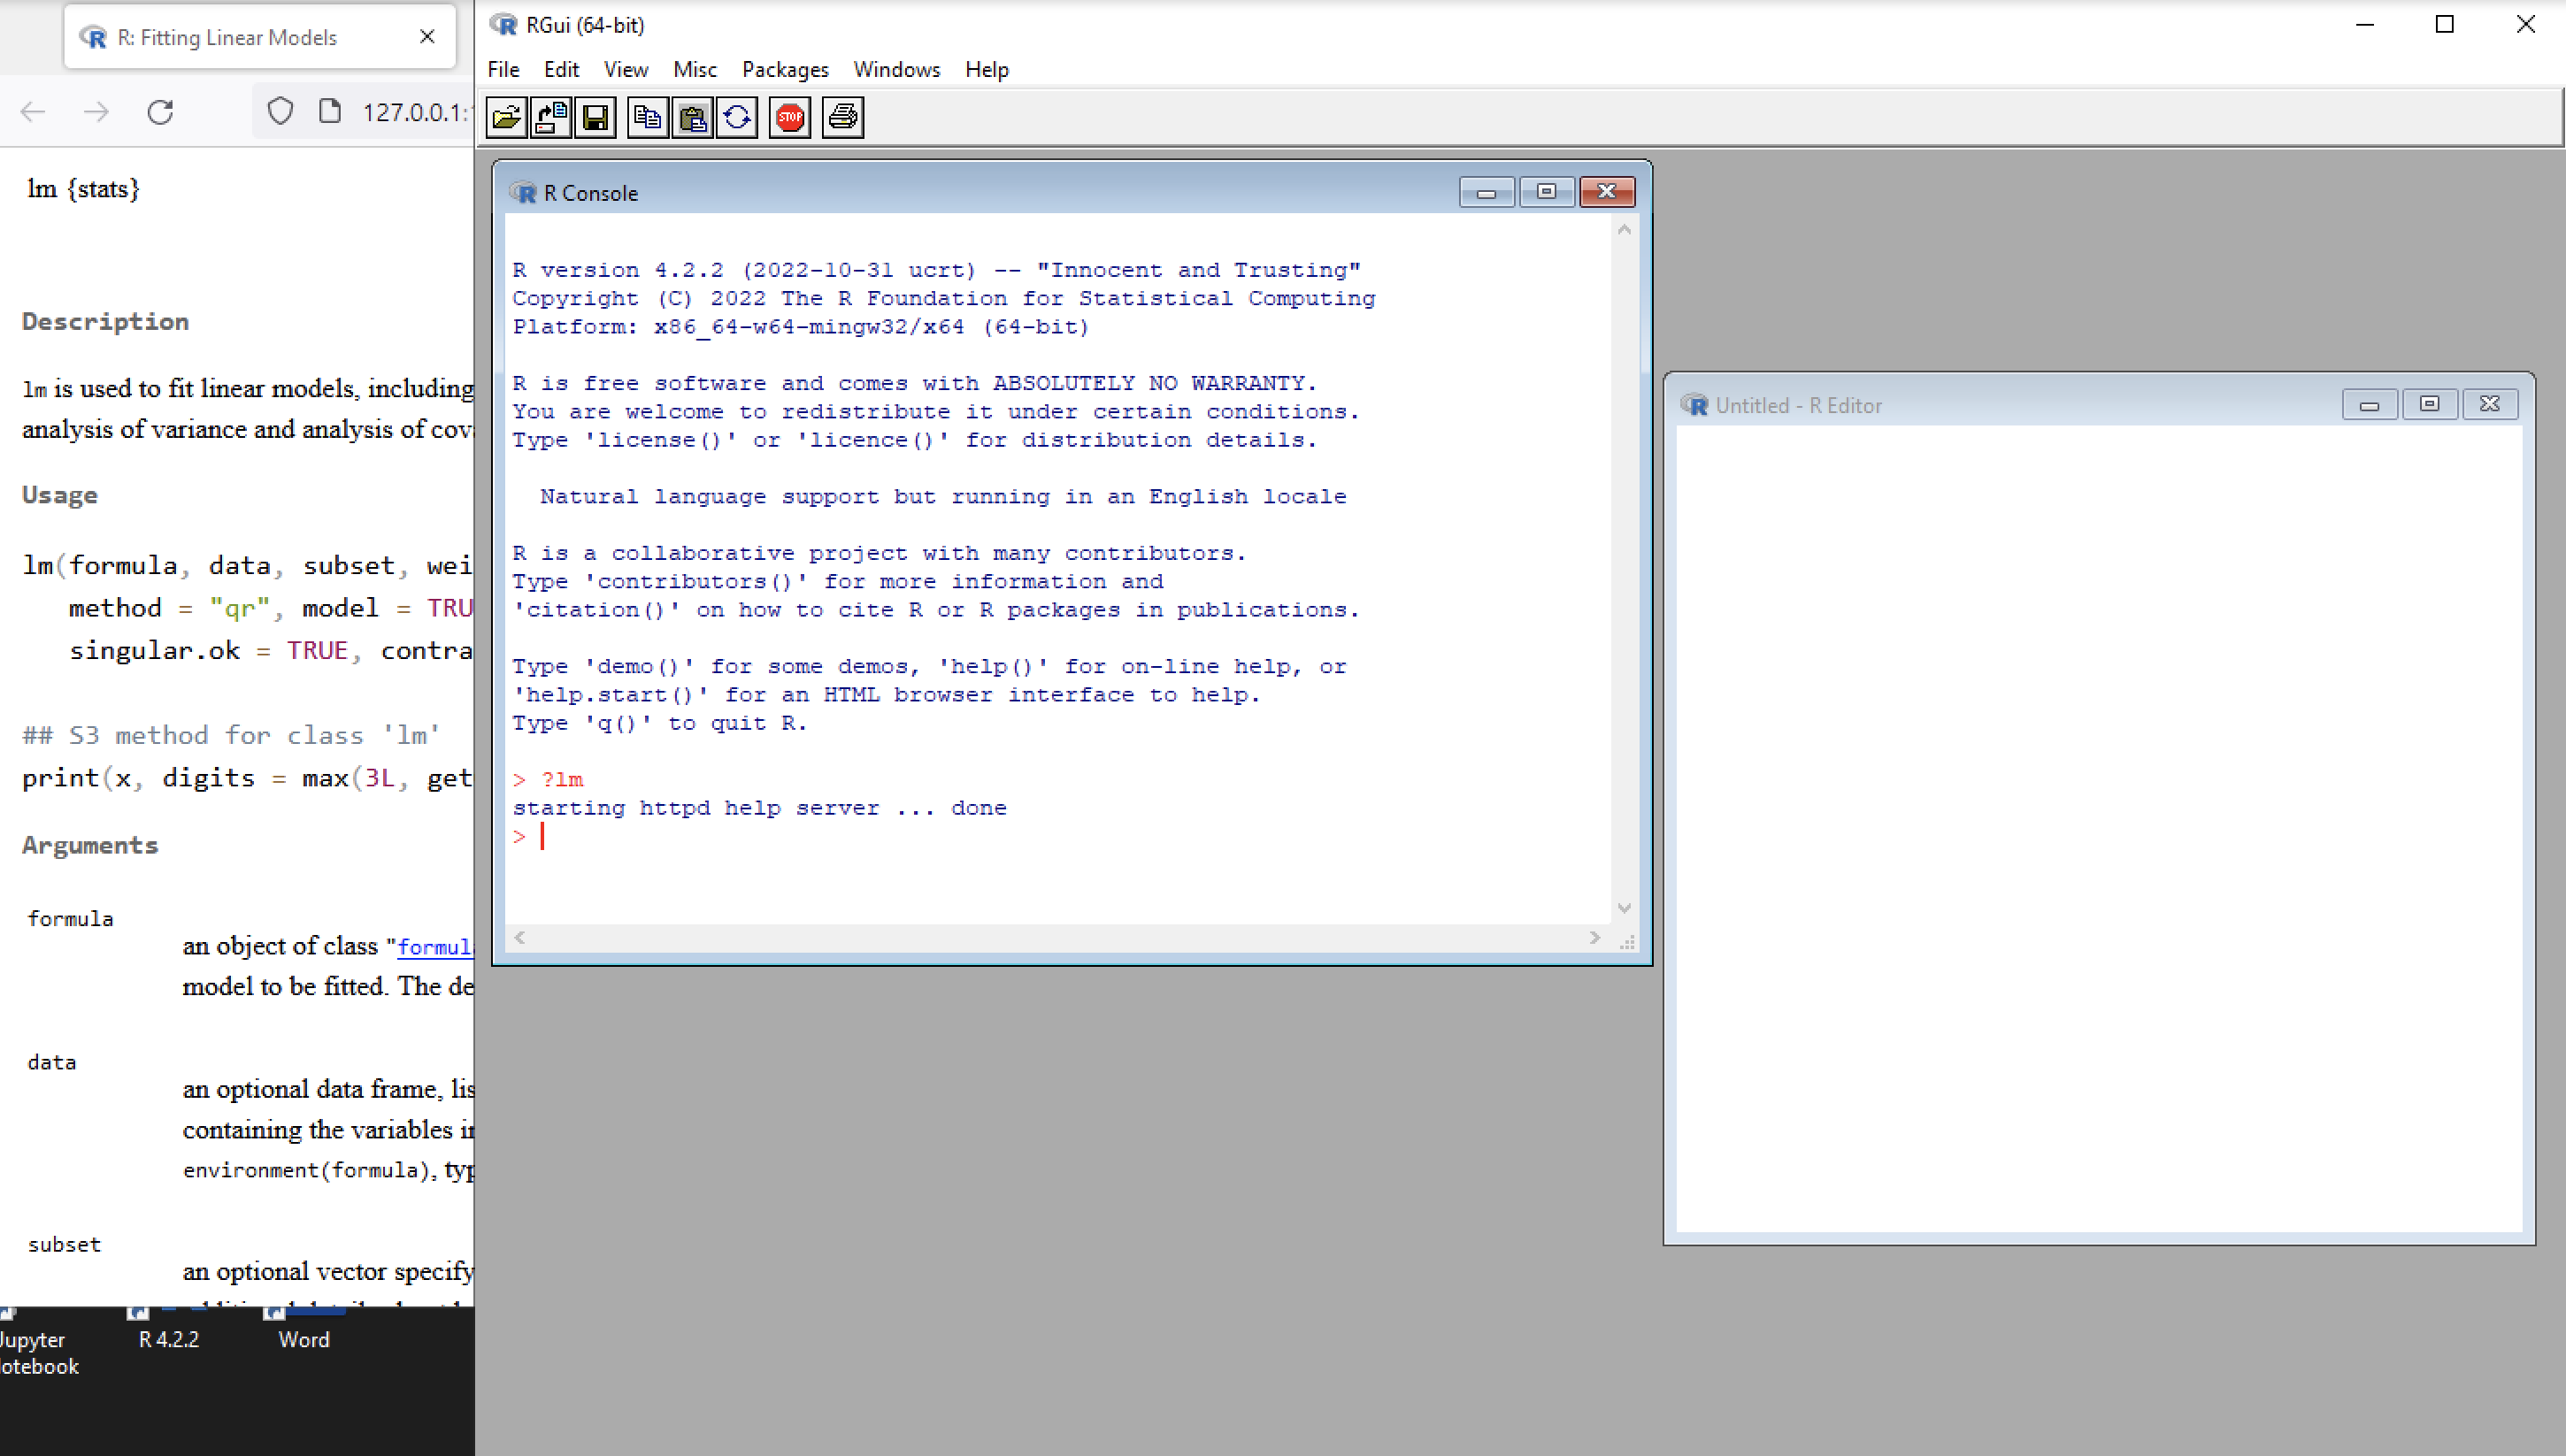 R: Fitting Linear Models
127.0.0.1:
lm {stats}
Description
lm is used to fit linear models, including
analysis of variance and analysis of cov
Usage
lm(formula, data, subset, wei
method = "qr", model = TRU
singular.ok = TRUE, contra
## S3 method for class 'lm'
print(x, digits = max(3L, get
Arguments
formula
an object of class "formul
model to be fitted. The de
data
an optional data frame, lis
containing the variables in
environment(formula), typ
subset
an optional vector specify
Jupyter
otebook
R 4.2.2
Word
RGui (64-bit)
File Edit View Misc Packages Windows Help
STOP
R Console
R version 4.2.2 (2022-10-31 ucrt) -- "Innocent and Trusting"
Copyright (C) 2022 The R Foundation for Statistical Computing
Platform: x86_64-w64-mingw32/x64 (64-bit)
R is free software and comes with ABSOLUTELY NO WARRANTY.
You are welcome to redistribute it under certain conditions.
Type 'license()' or 'licence()' for distribution details.
Natural language support but running in an English locale
R is a collaborative project with many contributors.
Type 'contributors()' for more information and
'citation()' on how to cite R or R packages in publications.
Type 'demo()' for some demos, 'help()' for on-line help, or
'help.start()' for an HTML browser interface to help.
Type 'q()' to quit R.
> ?lm
starting httpd help server ... done
>
Untitled - R Editor